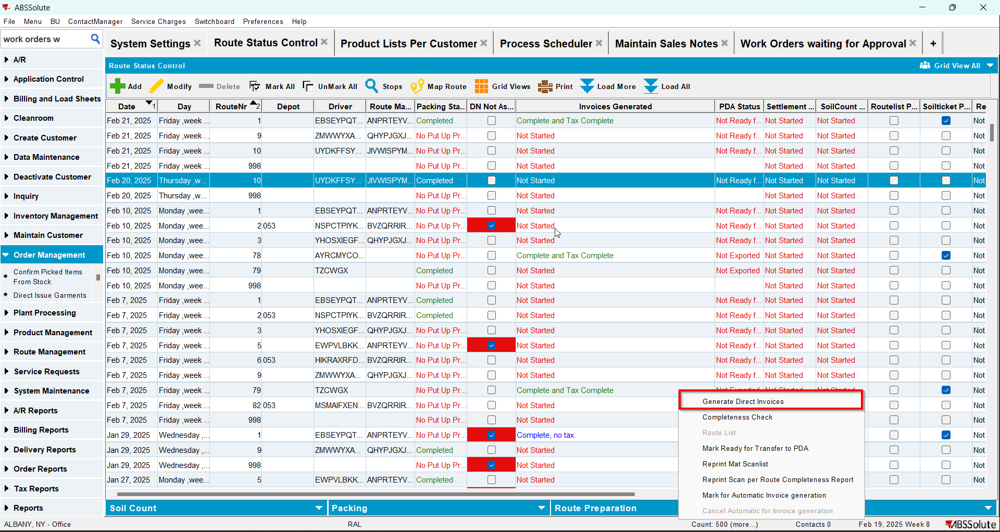 ABSSolute
File Menu BU ContactManager Service Charges Switchboard Preferences Help
work orders w
System Settings Route Status Control Product Lists Per Customer Process Scheduler Maintain Sales Notes Work Orders waiting for Approval +
Route Status Control Grid View All
Add Modify Delete Mark All UnMark All Stops Map Route Grid Views Print Load More Load All
A/R
Application Control
Billing and Load Sheets
Cleanroom
Create Customer
Data Maintenance
Deactivate Customer
Inquiry
Inventory Management
Maintain Customer
Order Management
Confirm Picked Items
From Stock
Direct Issue Garments
Plant Processing
Product Management
Route Management
Service Requests
System Maintenance
A/R Reports
Billing Reports
Delivery Reports
Order Reports
Tax Reports
Reports
Date 1 Day RouteNr 2 Depot Driver Route Ma... Packing Sta... DN Not As... Invoices Generated PDA Status Settlement ... SoilCount ... Routelist P... Soilticket P... Re
Feb 21, 2025 Friday ,week ... 1 EBSEYPQT... ANPRTEYV... Completed Complete and Tax Complete Not Ready f... Not Started Not Started Not
Feb 21, 2025 Friday ,week ... 9 ZMWWYXA... QHYPJGXJ... No Put Up Pr... Not Started Not Ready f... Not Started Not Started Not
Feb 21, 2025 Friday ,week ... 10 UYDKFFSY... JIVWISPYM... No Put Up Pr... Not Started Not Ready f... Not Started Not Started Not
Feb 21, 2025 Friday ,week ... 998 No Put Up Pr... Not Started Not Started Not Started Not
Feb 20, 2025 Thursday ,w... 10 UYDKFFSY... JIVWISPYM... Completed Not Started Not Ready f... Not Started Not Started Not
Feb 20, 2025 Thursday ,w... 998 No Put Up Pr... Not Started Not Started Not Started Not
Feb 10, 2025 Monday ,wee... 1 EBSEYPQT... ANPRTEYV... No Put Up Pr... Not Started Not Ready f... Not Started Not Started Not
Feb 10, 2025 Monday ,wee... 2 053 NSPCTPIYK... BVZQRRIR... No Put Up Pr... Not Started Not Ready f... Not Started Not Started Not
Feb 10, 2025 Monday ,wee... 3 YHOSXIEGF... QHYPJGXJ... No Put Up Pr... Not Started Not Ready f... Not Started Not Started Not
Feb 10, 2025 Monday ,wee... 78 AYRCMYCO... No Put Up Pr... Complete and Tax Complete Not Exported Not Started Not Started Not
Feb 10, 2025 Monday ,wee... 79 TZCWGX Completed Not Started Not Exported Not Started Not Started Not
Feb 10, 2025 Monday ,wee... 998 No Put Up Pr... Not Started Not Started Not Started Not
Feb 7, 2025 Friday ,week ... 1 EBSEYPQT... ANPRTEYV... Completed Not Started Not Ready f... Not Started Not Started Not
Feb 7, 2025 Friday ,week ... 2 053 NSPCTPIYK... BVZQRRIR... Completed Not Started Not Ready f... Not Started Not Started Not
Feb 7, 2025 Friday ,week ... 3 YHOSXIEGF... QHYPJGXJ... No Put Up Pr... Not Started Not Ready f... Not Started Not Started Not
Feb 7, 2025 Friday ,week ... 5 EWPVLBKK... ANPRTEYV... No Put Up Pr... Not Started Not Ready f... Not Started Not Started Not
Feb 7, 2025 Friday ,week ... 6 053 HIKRAXRFD... BVZQRRIR... No Put Up Pr... Not Started Not Ready f... Not Started Not Started Not
Feb 7, 2025 Friday ,week ... 9 ZMWWYXA... QHYPJGXJ... No Put Up Pr... Not Started Not Ready f... Not Started Not Started Not
Feb 7, 2025 Friday ,week ... 79 TZCWGX No Put Up Pr... Complete and Tax Complete Not Exported Not Started Not Started Not
Feb 7, 2025 Friday ,week ... 82 053 MSMAIFXEN... BVZQRRIR... No Put Up Pr... Not Started Not
Feb 7, 2025 Friday ,week ... 998 No Put Up Pr... Not Started Not
Jan 29, 2025 Wednesday ,... 1 EBSEYPQT... ANPRTEYV... No Put Up Pr... Complete, no tax Not
Jan 29, 2025 Wednesday ,... 9 ZMWWYXA... QHYPJGXJ... Completed Not Started Not
Jan 29, 2025 Wednesday ,... 998 No Put Up Pr... Not Started Not
Jan 27, 2025 Monday ,wee... 5 EWPVLBKK... ANPRTEYV... Completed Not Started Not
Generate Direct Invoices
Completeness Check
Route List
Mark Ready for Transfer to PDA
Reprint Mat Scanlist
Reprint Scan per Route Completeness Report
Mark for Automatic Invoice generation
Cancel Automatic for Invoice generation
Soil Count Packing Route Preparation
ALBANY, NY - Office RAL Count: 500 (more...) Contacts 0 Feb 19, 2025 Week 8 ABSSolute